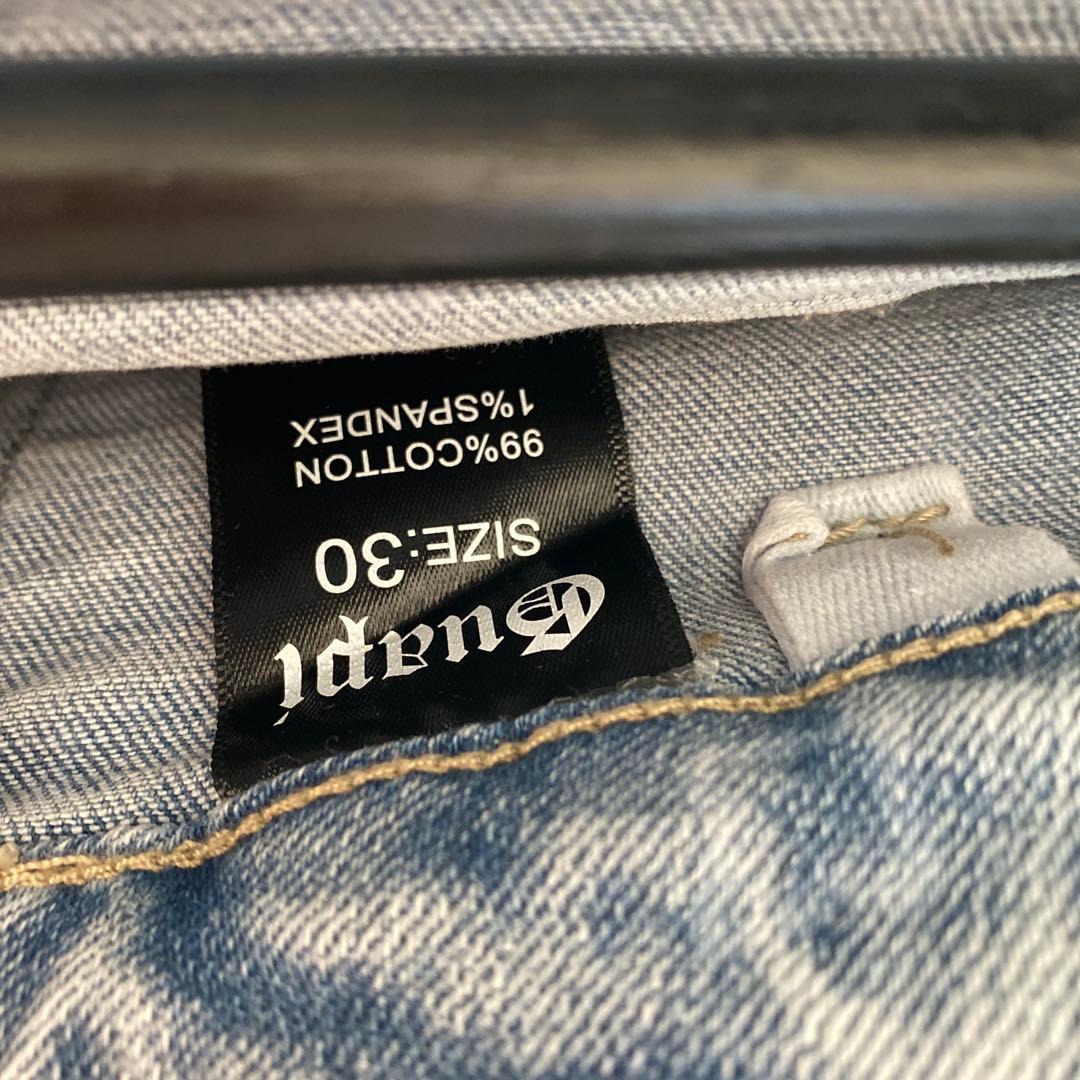 Guapi
SIZE:30
99%COTTON
1%SPANDEX